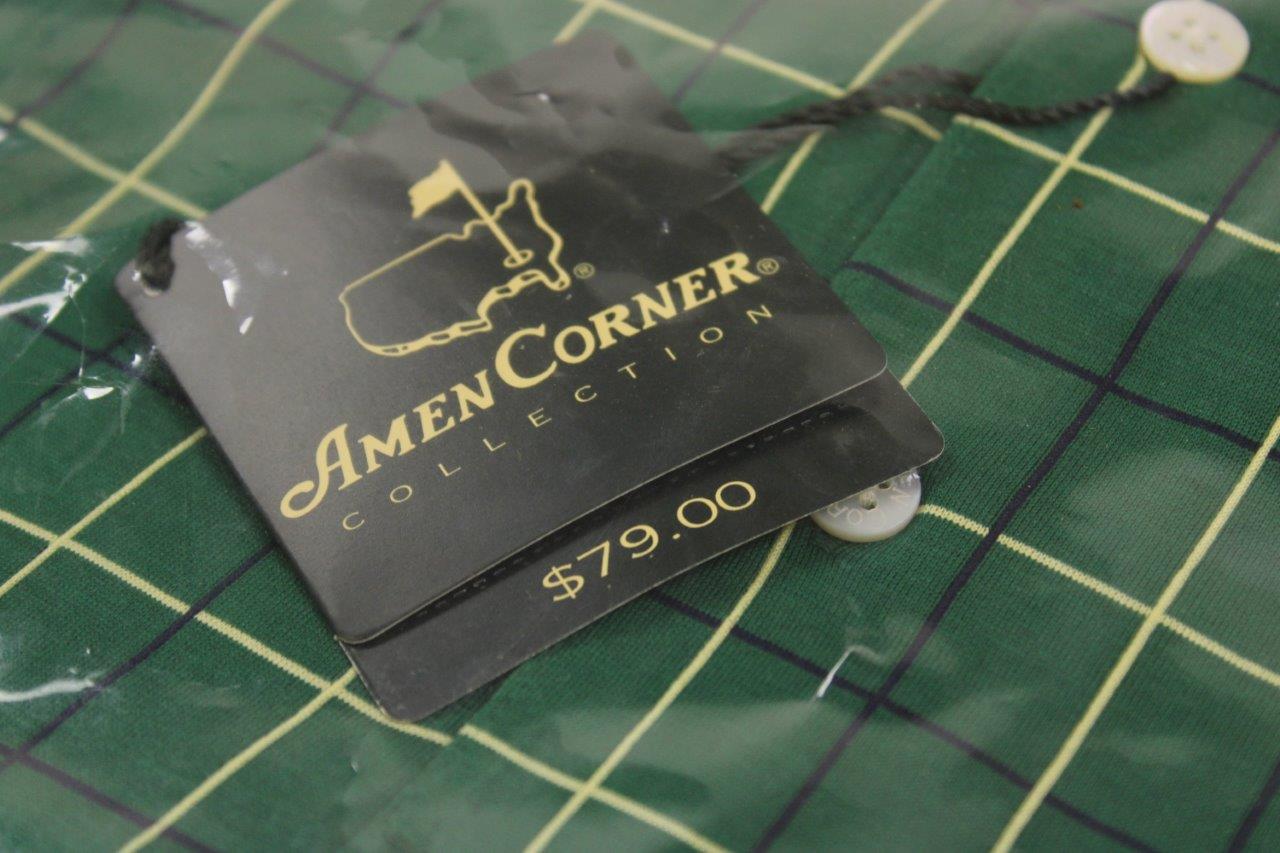 ®
AMEN CORNER®
COLLECTION
$79.00